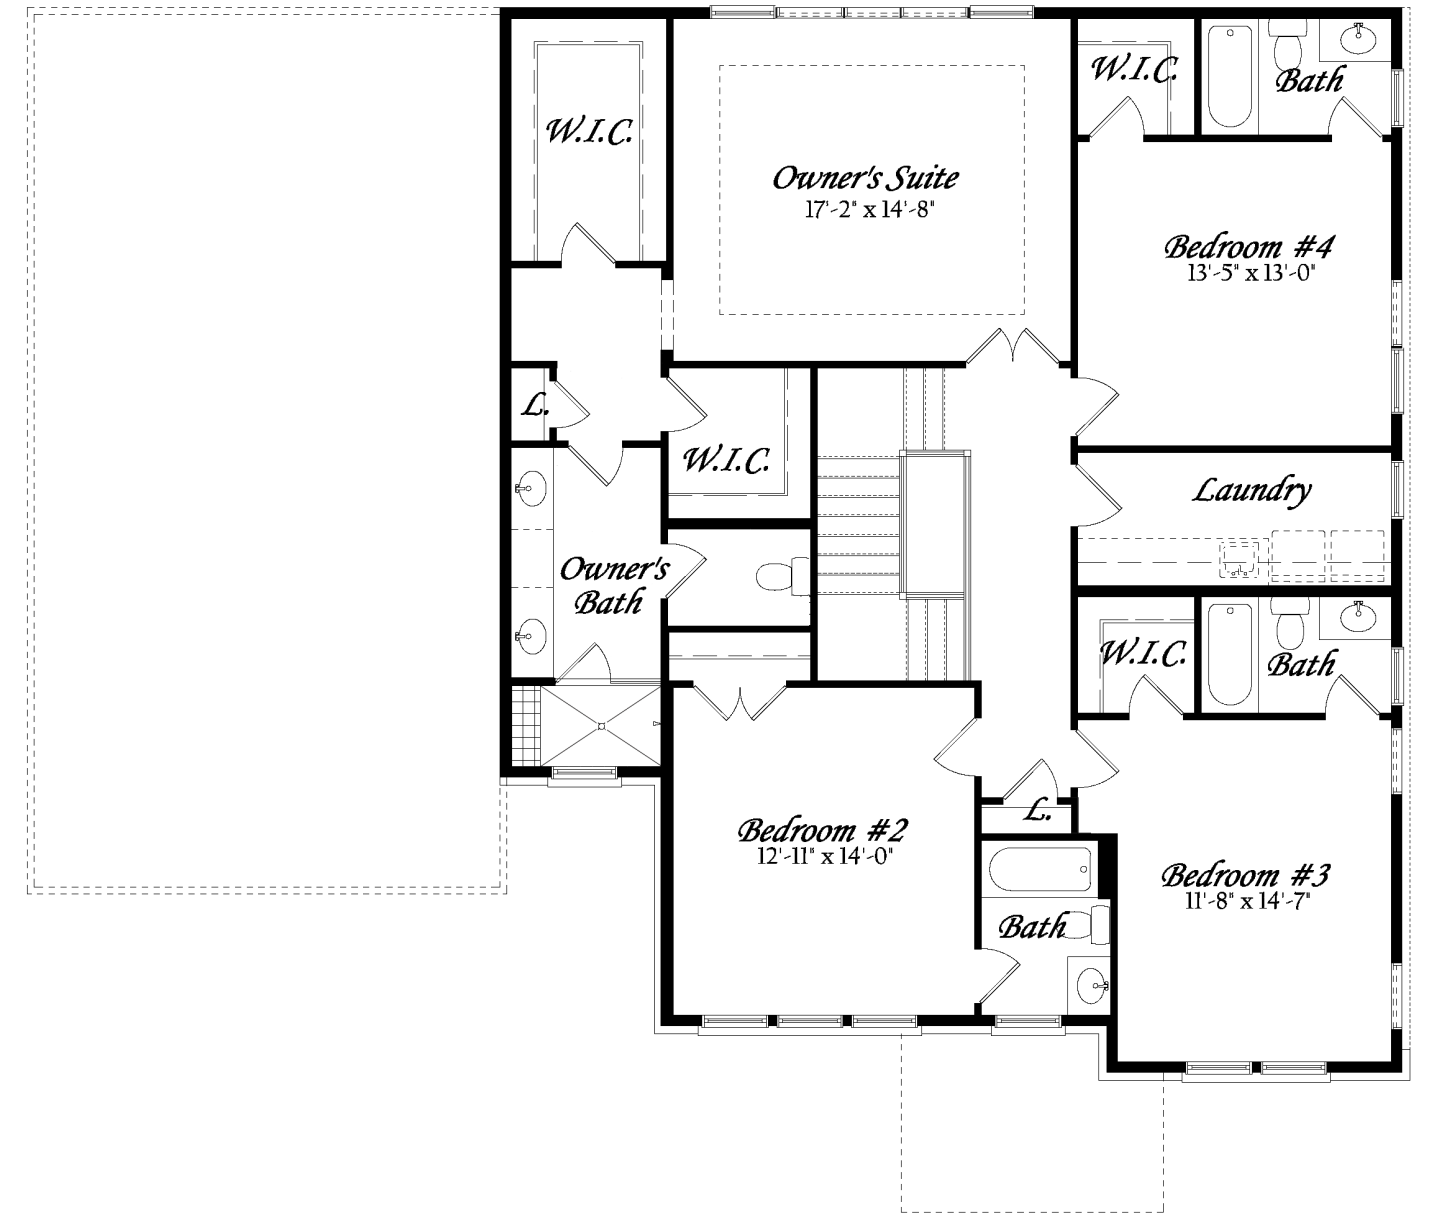 W.I.C.
Owner's Suite
17'-2" x 14'-8"
W.I.C.
Bath
Bedroom #4
13'-5" x 13'-0"
L.
W.I.C.
Laundry
Owner's
Bath
W.I.C.
Bath
L.
Bedroom #2
12'-11" x 14'-0"
Bedroom #3
11'-8" x 14'-7"
Bath